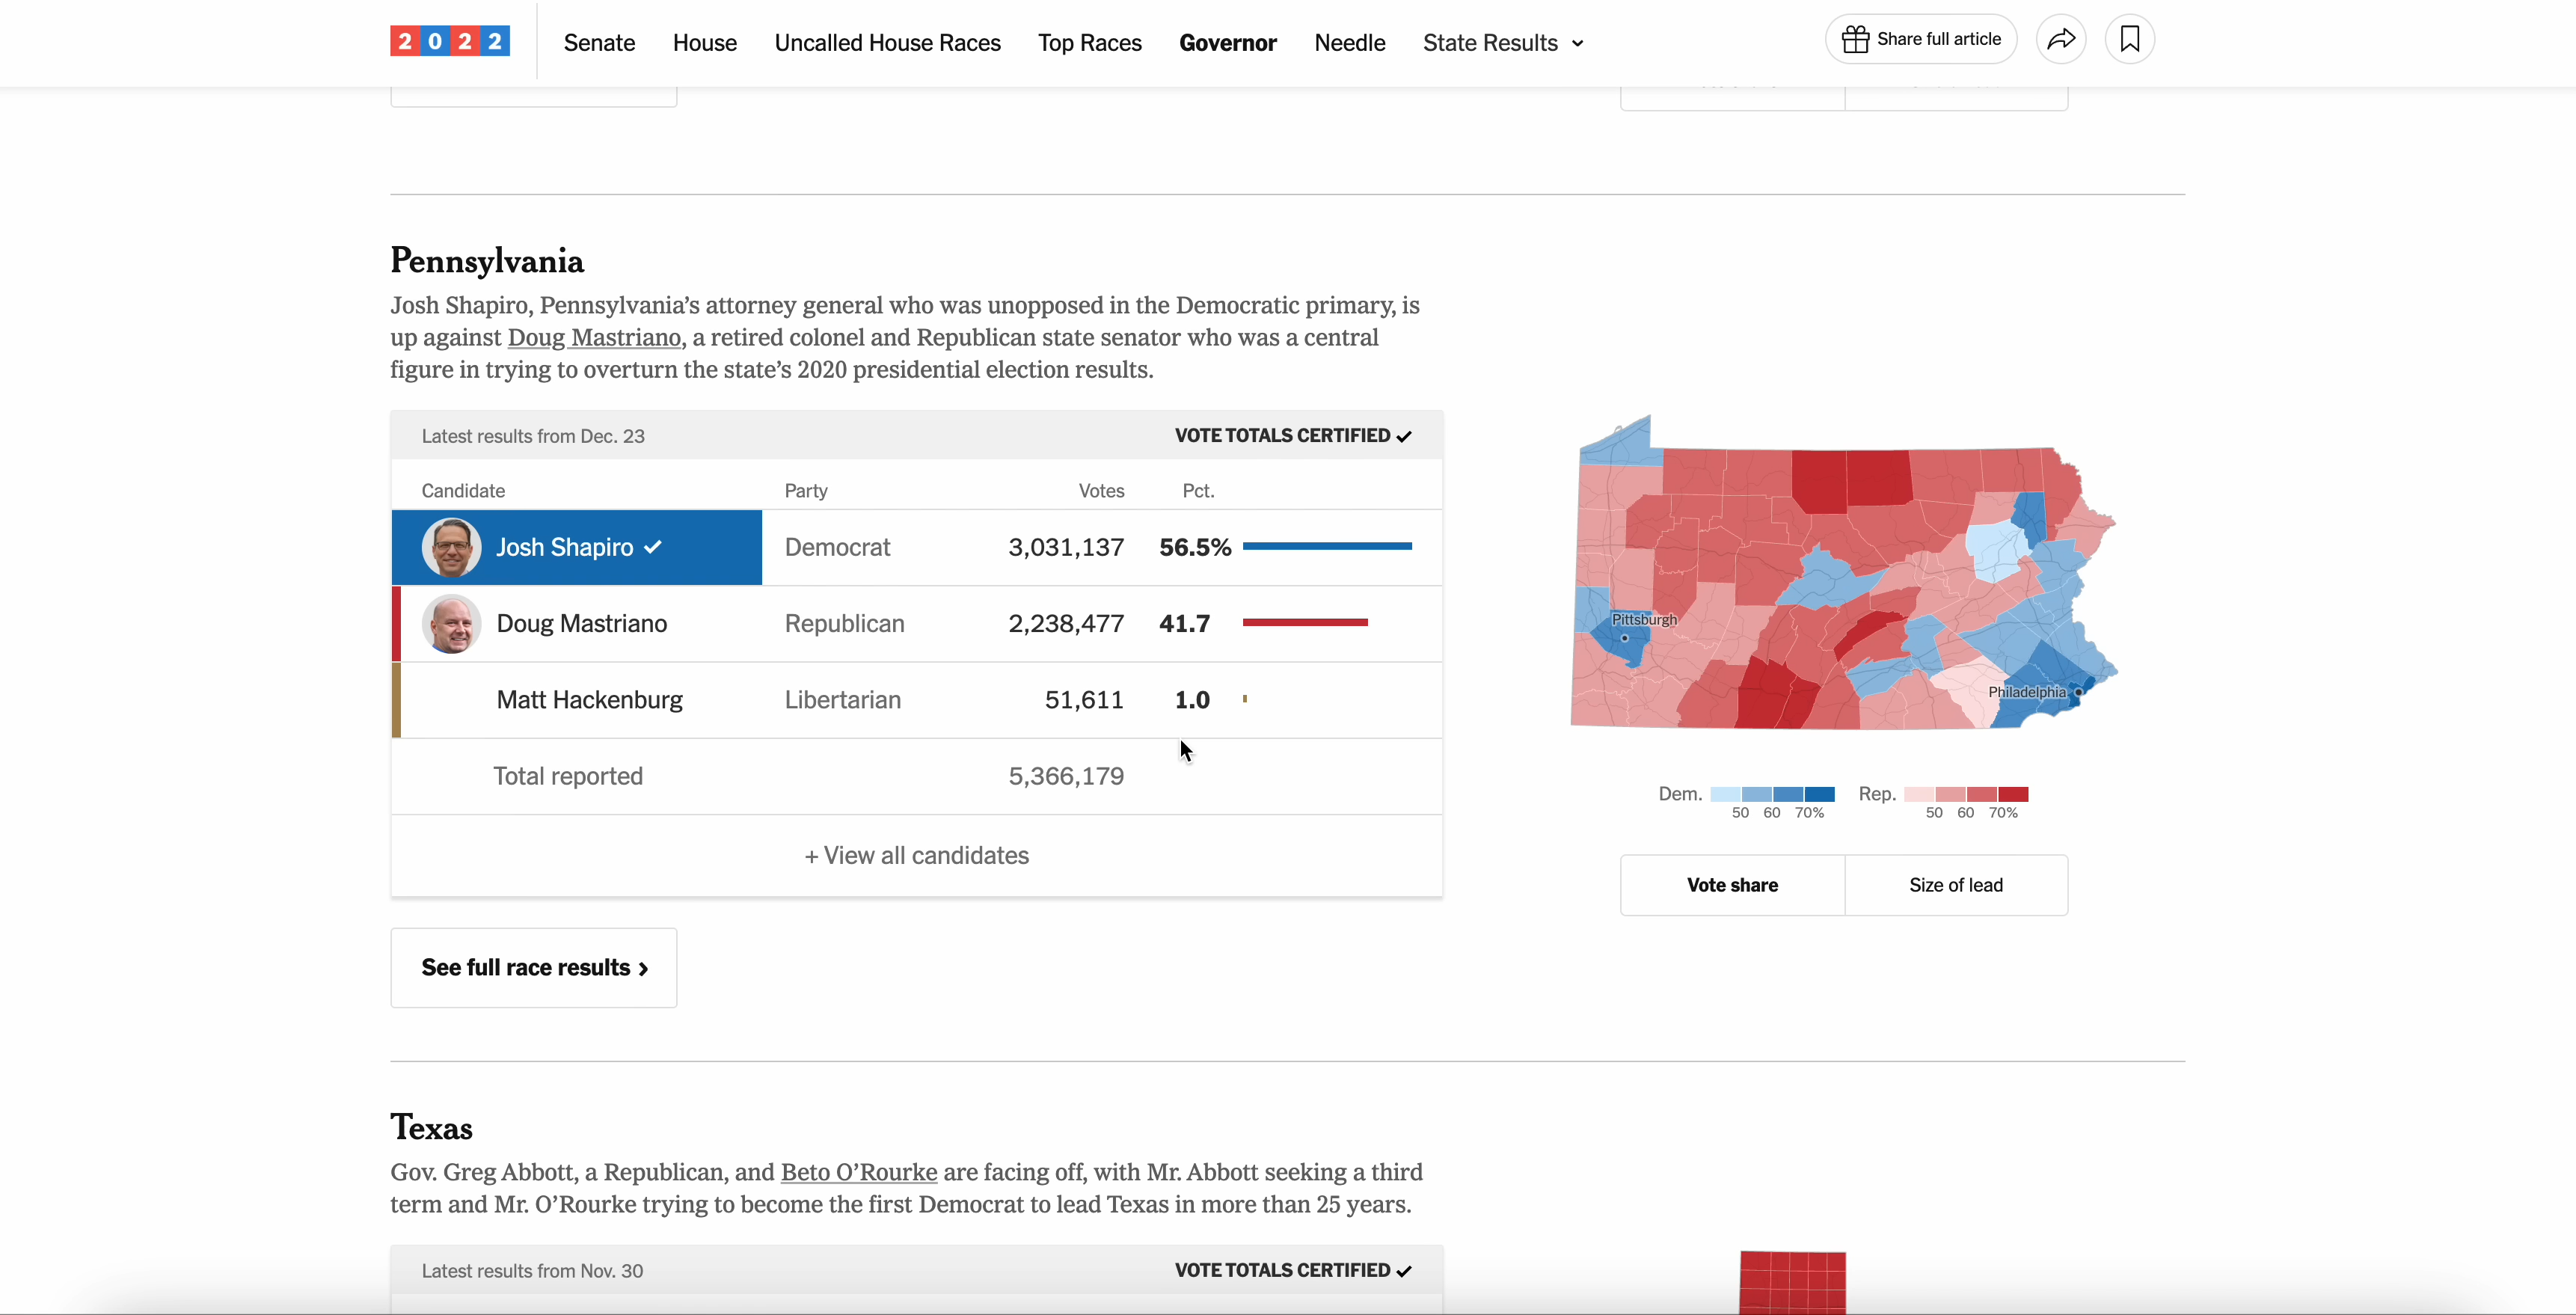 2022
Senate House Uncalled House Races Top Races Governor Needle State Results
Share full article
Pennsylvania
Josh Shapiro, Pennsylvania’s attorney general who was unopposed in the Democratic primary, is
up against Doug Mastriano, a retired colonel and Republican state senator who was a central
figure in trying to overturn the state’s 2020 presidential election results.
Latest results from Dec. 23 VOTE TOTALS CERTIFIED ✓
Candidate Party Votes Pct.
Josh Shapiro ✓ Democrat 3,031,137 56.5%
Doug Mastriano Republican 2,238,477 41.7
Matt Hackenburg Libertarian 51,611 1.0
Total reported 5,366,179
+ View all candidates
See full race results ›
Pittsburgh
Philadelphia
Dem. Rep.
50 60 70% 50 60 70%
Vote share Size of lead
Texas
Gov. Greg Abbott, a Republican, and Beto O’Rourke are facing off, with Mr. Abbott seeking a third
term and Mr. O’Rourke trying to become the first Democrat to lead Texas in more than 25 years.
Latest results from Nov. 30 VOTE TOTALS CERTIFIED ✓